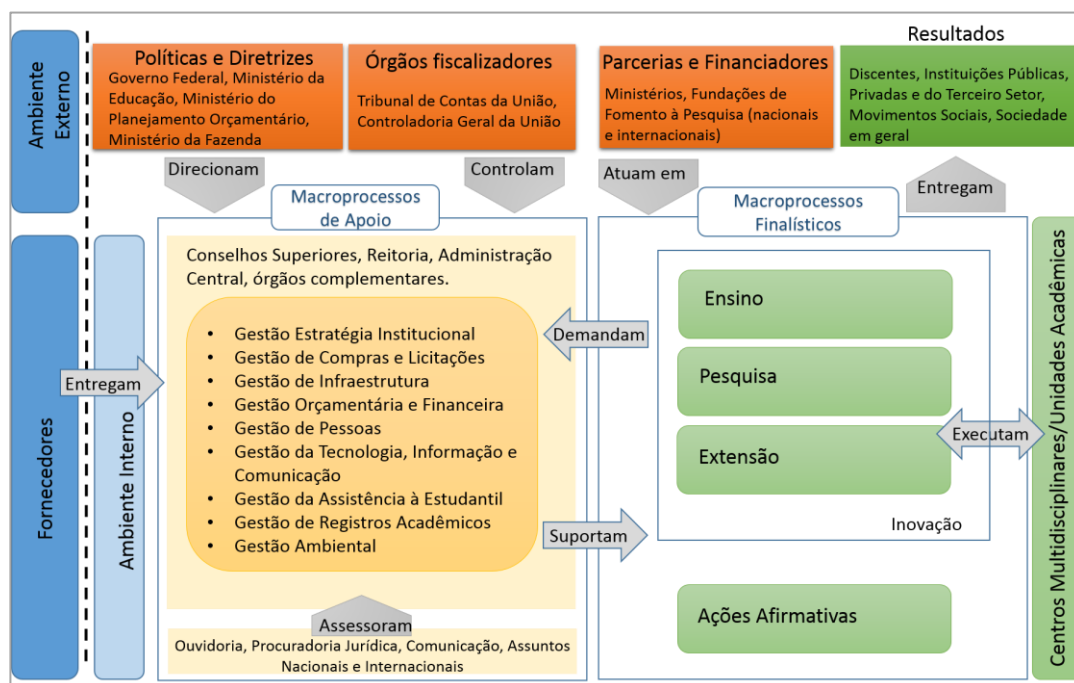 Ambiente
Externo
Políticas e Diretrizes
Governo Federal, Ministério da
Educação, Ministério do
Planejamento Orçamentário,
Ministério da Fazenda
Órgãos fiscalizadores
Tribunal de Contas da União,
Controladoria Geral da União
Parcerias e Financiadores
Ministérios, Fundações de
Fomento à Pesquisa (nacionais
e internacionais)
Resultados
Discentes, Instituições Públicas,
Privadas e do Terceiro Setor,
Movimentos Sociais, Sociedade
em geral
Direcionam
Controlam
Atuam em
Entregam
Fornecedores
Entregam
Ambiente Interno
Macroprocessos
de Apoio
Conselhos Superiores, Reitoria, Administração
Central, órgãos complementares.
• Gestão Estratégia Institucional
• Gestão de Compras e Licitações
• Gestão de Infraestrutura
• Gestão Orçamentária e Financeira
• Gestão de Pessoas
• Gestão da Tecnologia, Informação e
Comunicação
• Gestão da Assistência à Estudantil
• Gestão de Registros Acadêmicos
• Gestão Ambiental
Assessoram
Ouvidoria, Procuradoria Jurídica, Comunicação, Assuntos
Nacionais e Internacionais
Demandam
Suportam
Macroprocessos
Finalísticos
Ensino
Pesquisa
Extensão
Inovação
Ações Afirmativas
Executam
Centros Multidisciplinares/Unidades Acadêmicas